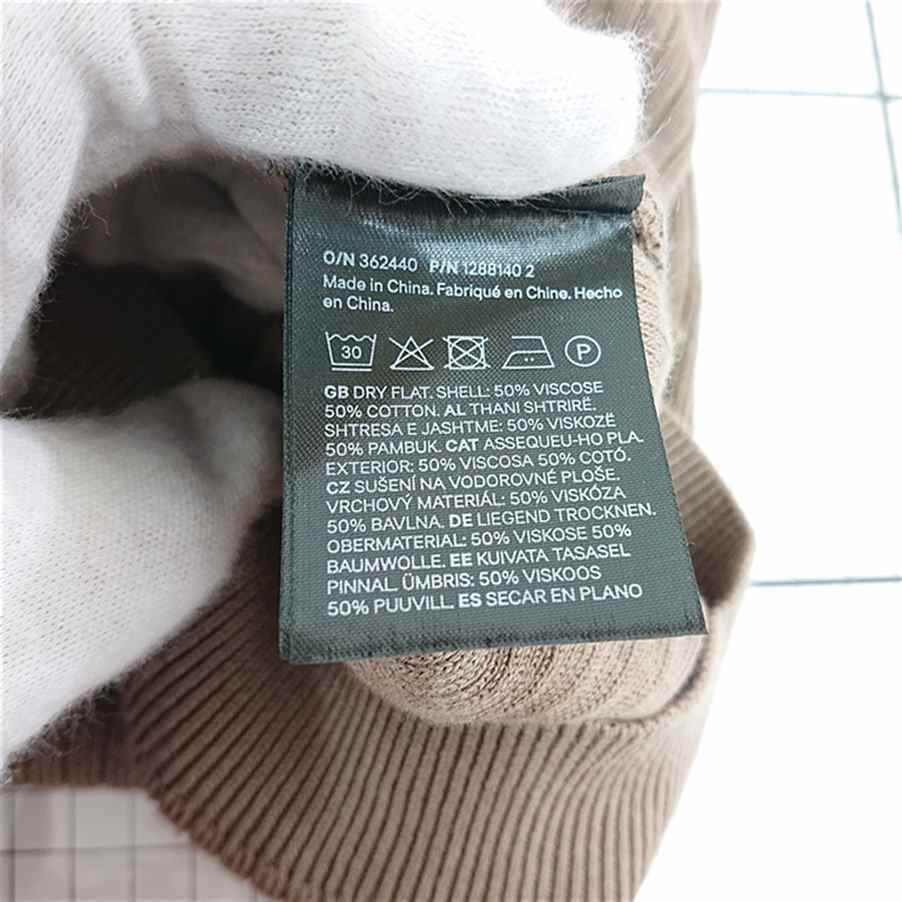 O/N 362440 P/N 1288140 2
Made in China. Fabriqué en Chine. Hecho
en China.
30 P
GB DRY FLAT. SHELL: 50% VISCOSE
50% COTTON. AL THANI SHTRIRË.
SHTRESA E JASHTME: 50% VISKOZË
50% PAMBUK. CAT ASSEQUEU-HO PLA.
EXTERIOR: 50% VISCOSA 50% COTÓ.
CZ SUŠENÍ NA VODOROVNÉ PLOŠE.
VRCHOVÝ MATERIÁL: 50% VISKÓZA
50% BAVLNA. DE LIEGEND TROCKNEN.
OBERMATERIAL: 50% VISKOSE 50%
BAUMWOLLE. EE KUIVATA TASASEL
PINNAL. ÜMBRIS: 50% VISKOOS
50% PUUVILL. ES SECAR EN PLANO